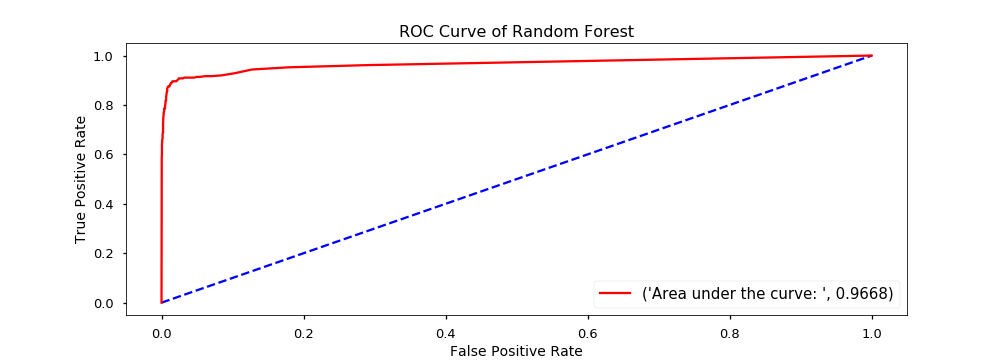 ROC Curve of Random Forest
True Positive Rate
1.0
0.8
0.6
0.4
0.2
0.0
('Area under the curve: ', 0.9668)
0.0 0.2 0.4 0.6 0.8 1.0
False Positive Rate